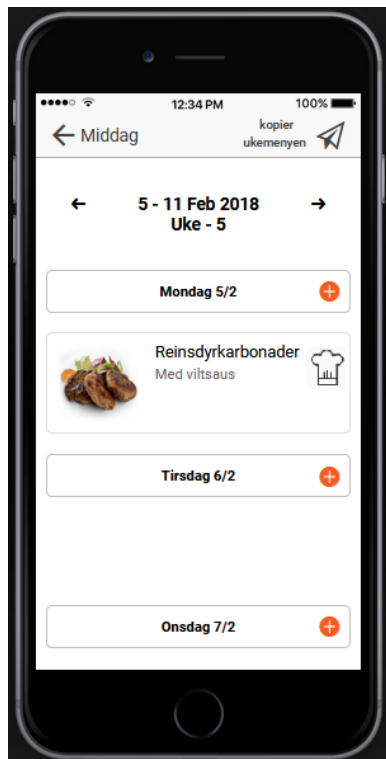 12:34 PM
100%
Middag
kopier
ukemenyen
5 - 11 Feb 2018
Uke - 5
Mondag 5/2
Reinsdyrkarbonader
Med viltsaus
Tirsdag 6/2
Onsdag 7/2